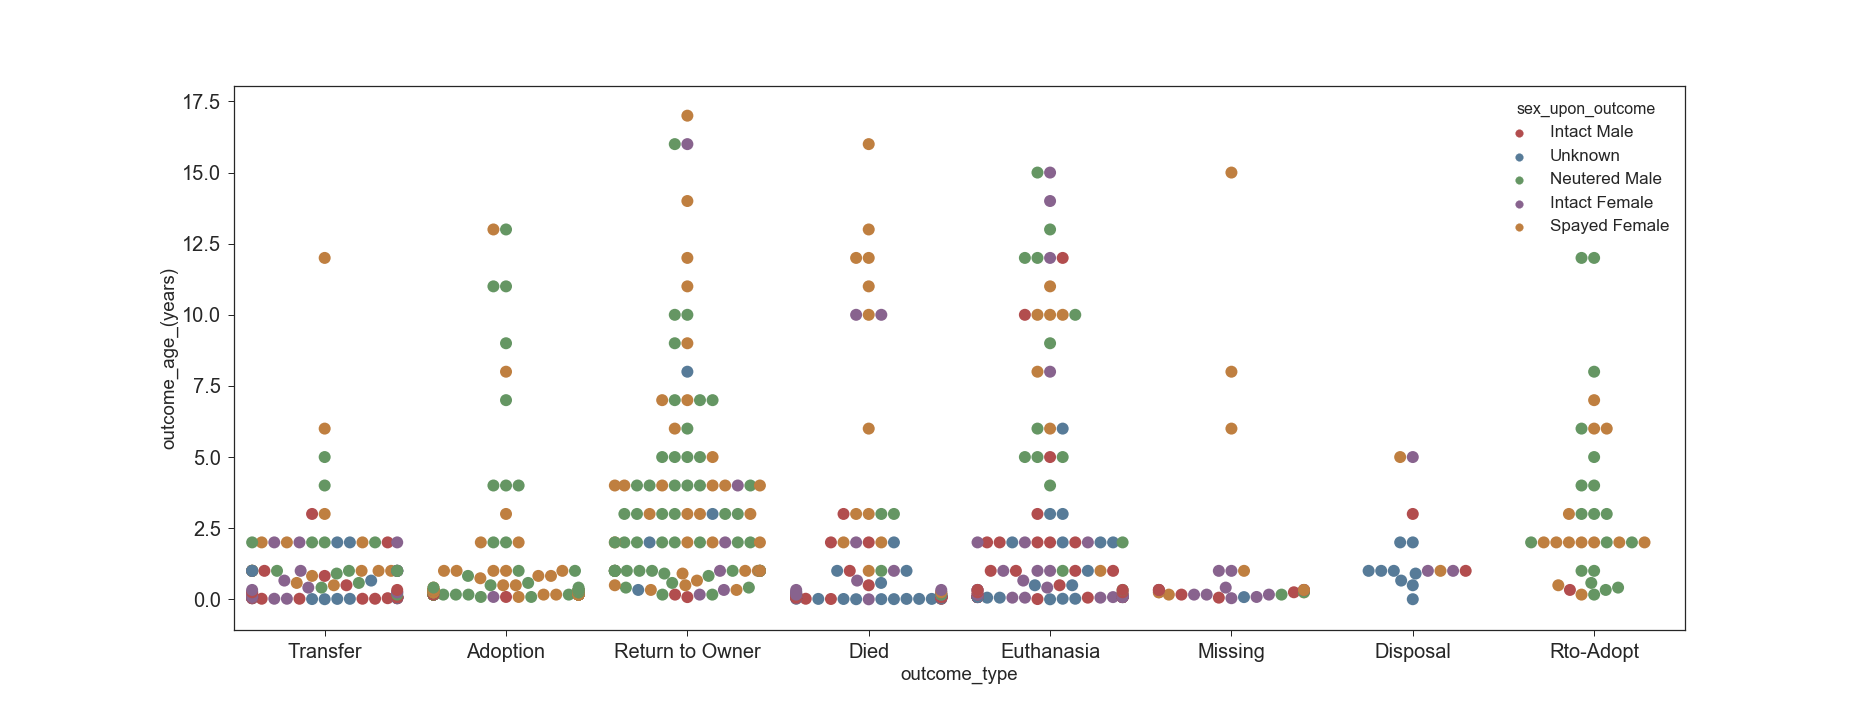 17.5
15.0
12.5
10.0
7.5
5.0
2.5
0.0
outcome_age_(years)
sex_upon_outcome
Intact Male
Unknown
Neutered Male
Intact Female
Spayed Female
Transfer Adoption Return to Owner Died Euthanasia Missing Disposal Rto-Adopt
outcome_type